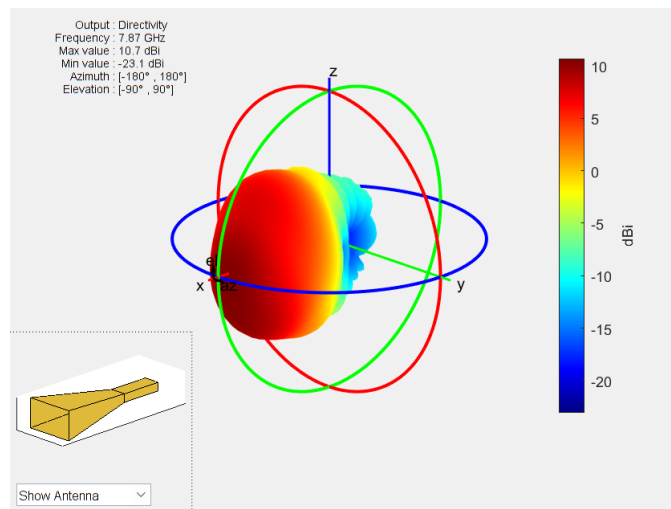 Output : Directivity
Frequency : 7.87 GHz
Max value : 10.7 dBi
Min value : -23.1 dBi
Azimuth : [-180° , 180°]
Elevation : [-90° , 90°]
z
el
x
az
y
10
5
0
-5
-10
-15
-20
dBi
Show Antenna